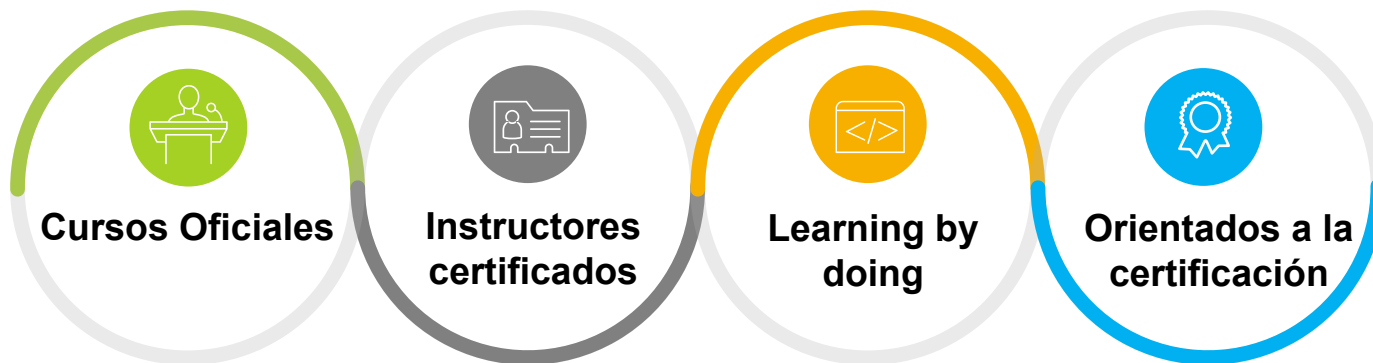 Cursos Oficiales
Instructores
certificados
</>
Learning by
doing
Orientados a la
certificación